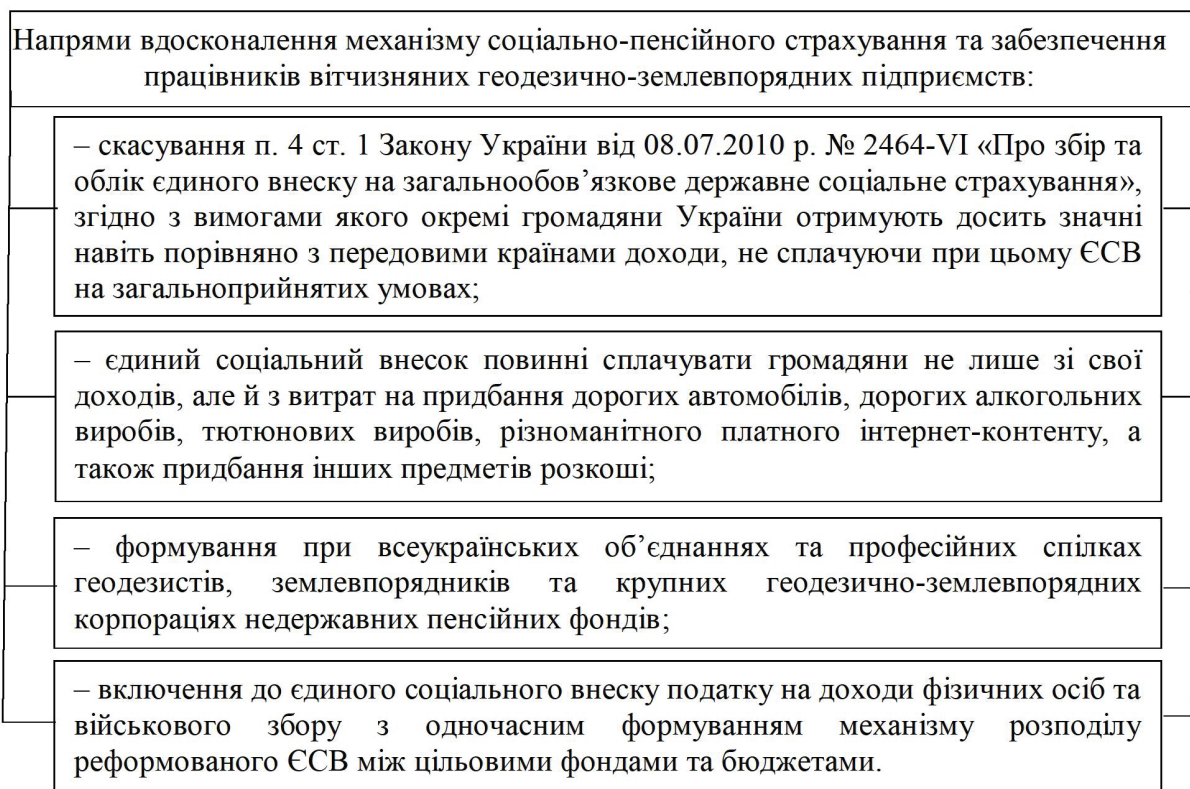 Напрями вдосконалення механізму соціально-пенсійного страхування та забезпечення
працівників вітчизняних геодезично-землевпорядних підприємств:
– скасування п. 4 ст. 1 Закону України від 08.07.2010 р. № 2464-VI «Про збір та
облік єдиного внеску на загальнообов’язкове державне соціальне страхування»,
згідно з вимогами якого окремі громадяни України отримують досить значні
навіть порівняно з передовими країнами доходи, не сплачуючи при цьому ЄСВ
на загальноприйнятих умовах;
– єдиний соціальний внесок повинні сплачувати громадяни не лише зі свої
доходів, але й з витрат на придбання дорогих автомобілів, дорогих алкогольних
виробів, тютюнових виробів, різноманітного платного інтернет-контенту, а
також придбання інших предметів розкоші;
– формування при всеукраїнських об’єднаннях та професійних спілках
геодезистів, землевпорядників та крупних геодезично-землевпорядних
корпораціях недержавних пенсійних фондів;
– включення до єдиного соціального внеску податку на доходи фізичних осіб та
військового збору з одночасним формуванням механізму розподілу
реформованого ЄСВ між цільовими фондами та бюджетами.